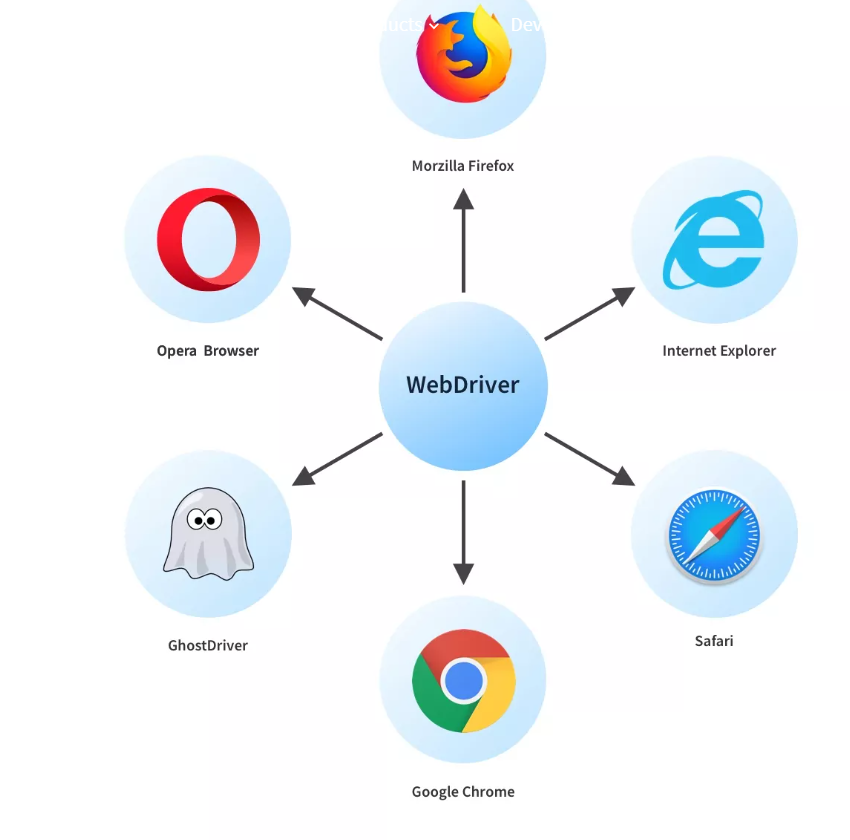 Morzilla Firefox
Opera Browser
Internet Explorer
WebDriver
GhostDriver
Safari
Google Chrome